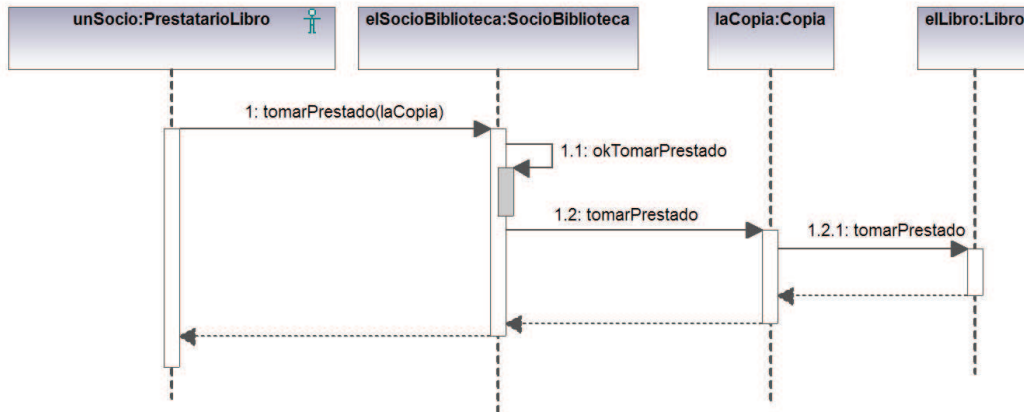 unSocio:PrestatarioLibro
elSocioBiblioteca:SocioBiblioteca
laCopia:Copia
elLibro:Libro
1: tomarPrestado(laCopia)
1.1: okTomarPrestado
1.2: tomarPrestado
1.2.1: tomarPrestado